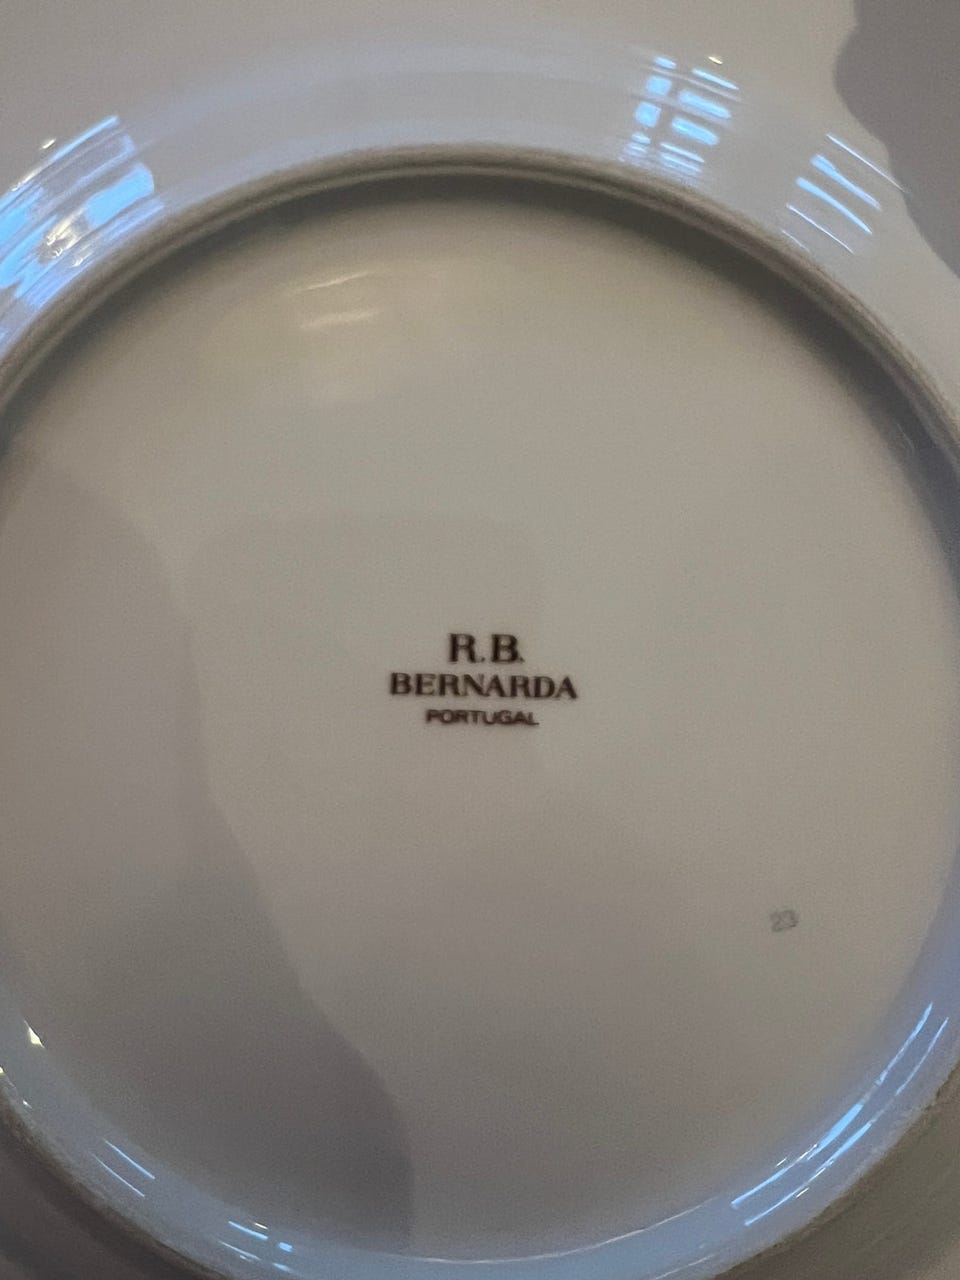 R.B.
BERNARDA
PORTUGAL
23